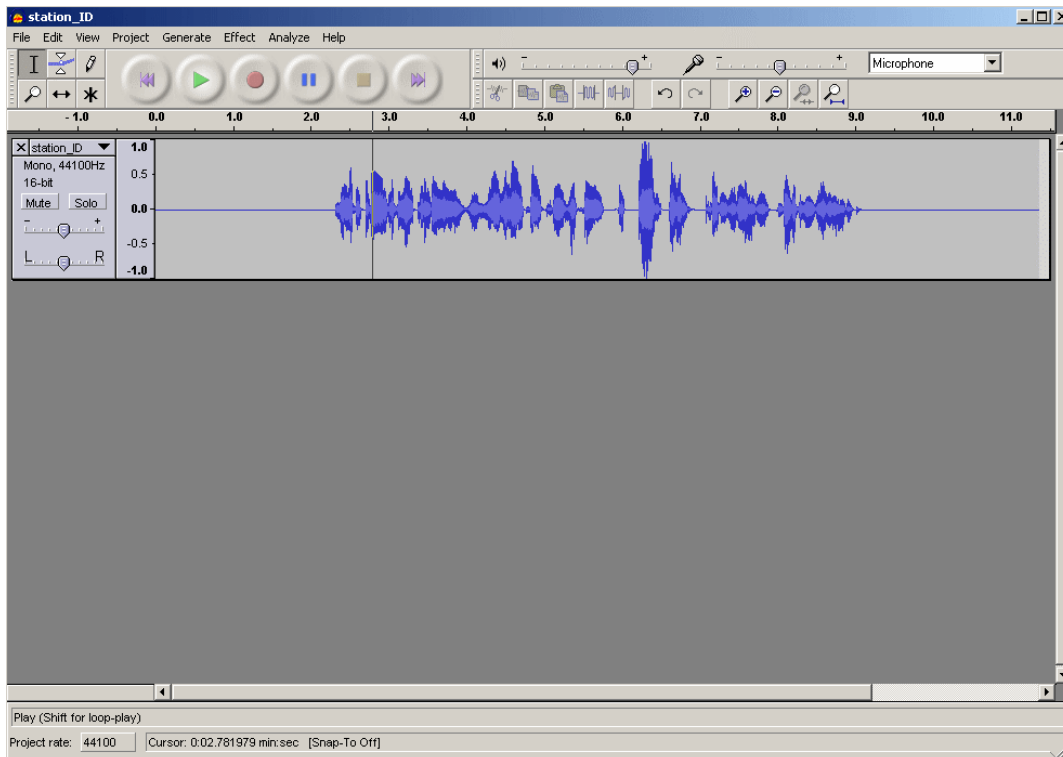 station_ID
File Edit View Project Generate Effect Analyze Help
Microphone
- 1.0 0.0 1.0 2.0 3.0 4.0 5.0 6.0 7.0 8.0 9.0 10.0 11.0
station_ID
Mono, 44100Hz
16-bit
Mute Solo
- +
L R
1.0
0.5
0.0
-0.5
-1.0
Play (Shift for loop-play)
Project rate: 44100 Cursor: 0:02.781979 min:sec [Snap-To Off]